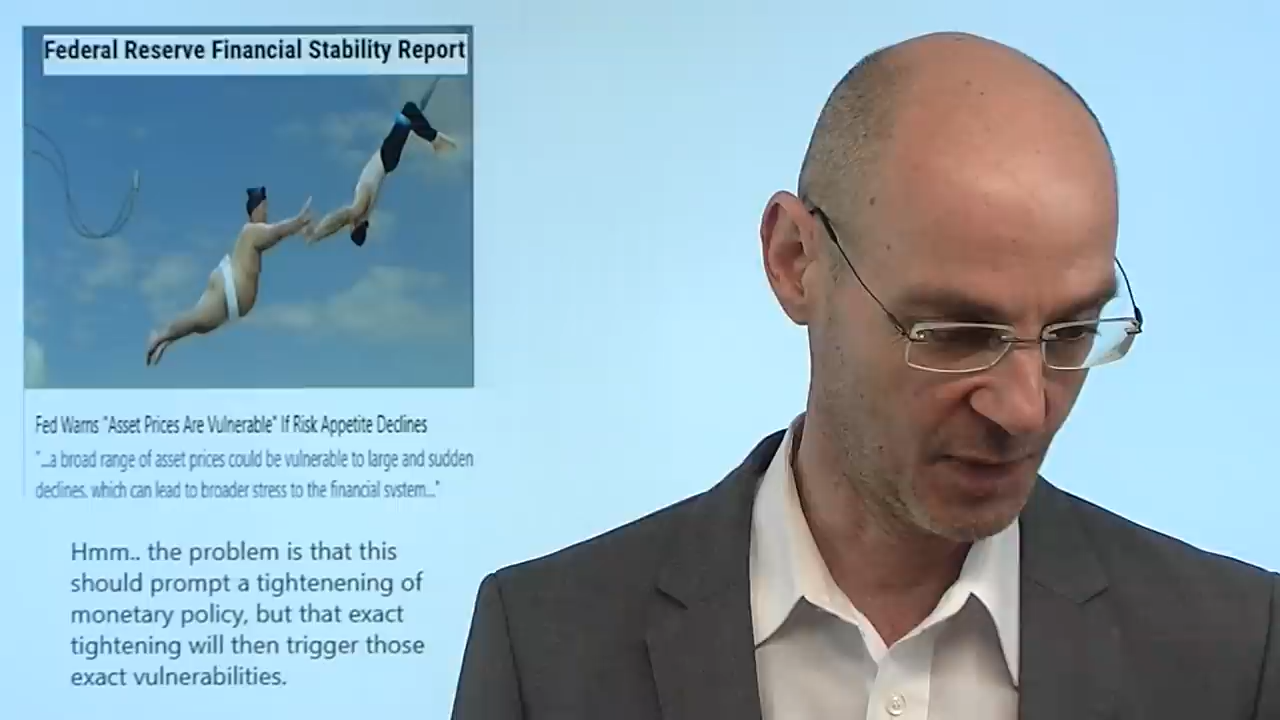 Federal Reserve Financial Stability Report
Fed Warns "Asset Prices Are Vulnerable" If Risk Appetite Declines
"...a broad range of asset prices could be vulnerable to large and sudden
declines, which can lead to broader stress to the financial system..."
Hmm.. the problem is that this
should prompt a tightenening of
monetary policy, but that exact
tightening will then trigger those
exact vulnerabilities.